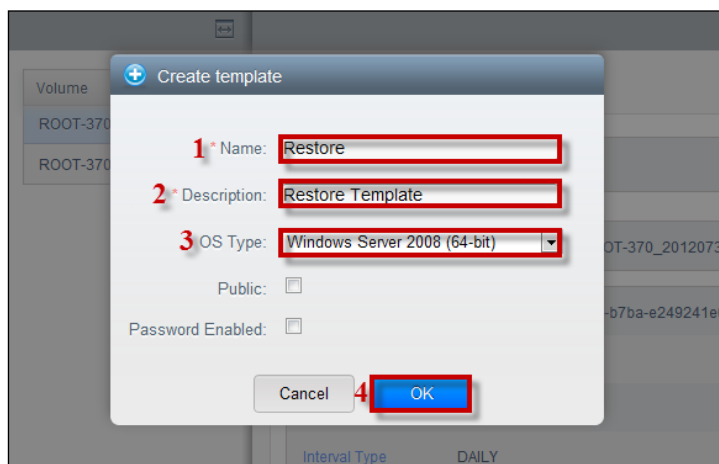 Create template
Volume
ROOT-370
ROOT-370
1 * Name: Restore
2 * Description: Restore Template
3 OS Type: Windows Server 2008 (64-bit)
OT-370_2012073
Public:
-b7ba-e249241e
Password Enabled:
Cancel 4 OK
Interval Type DAILY